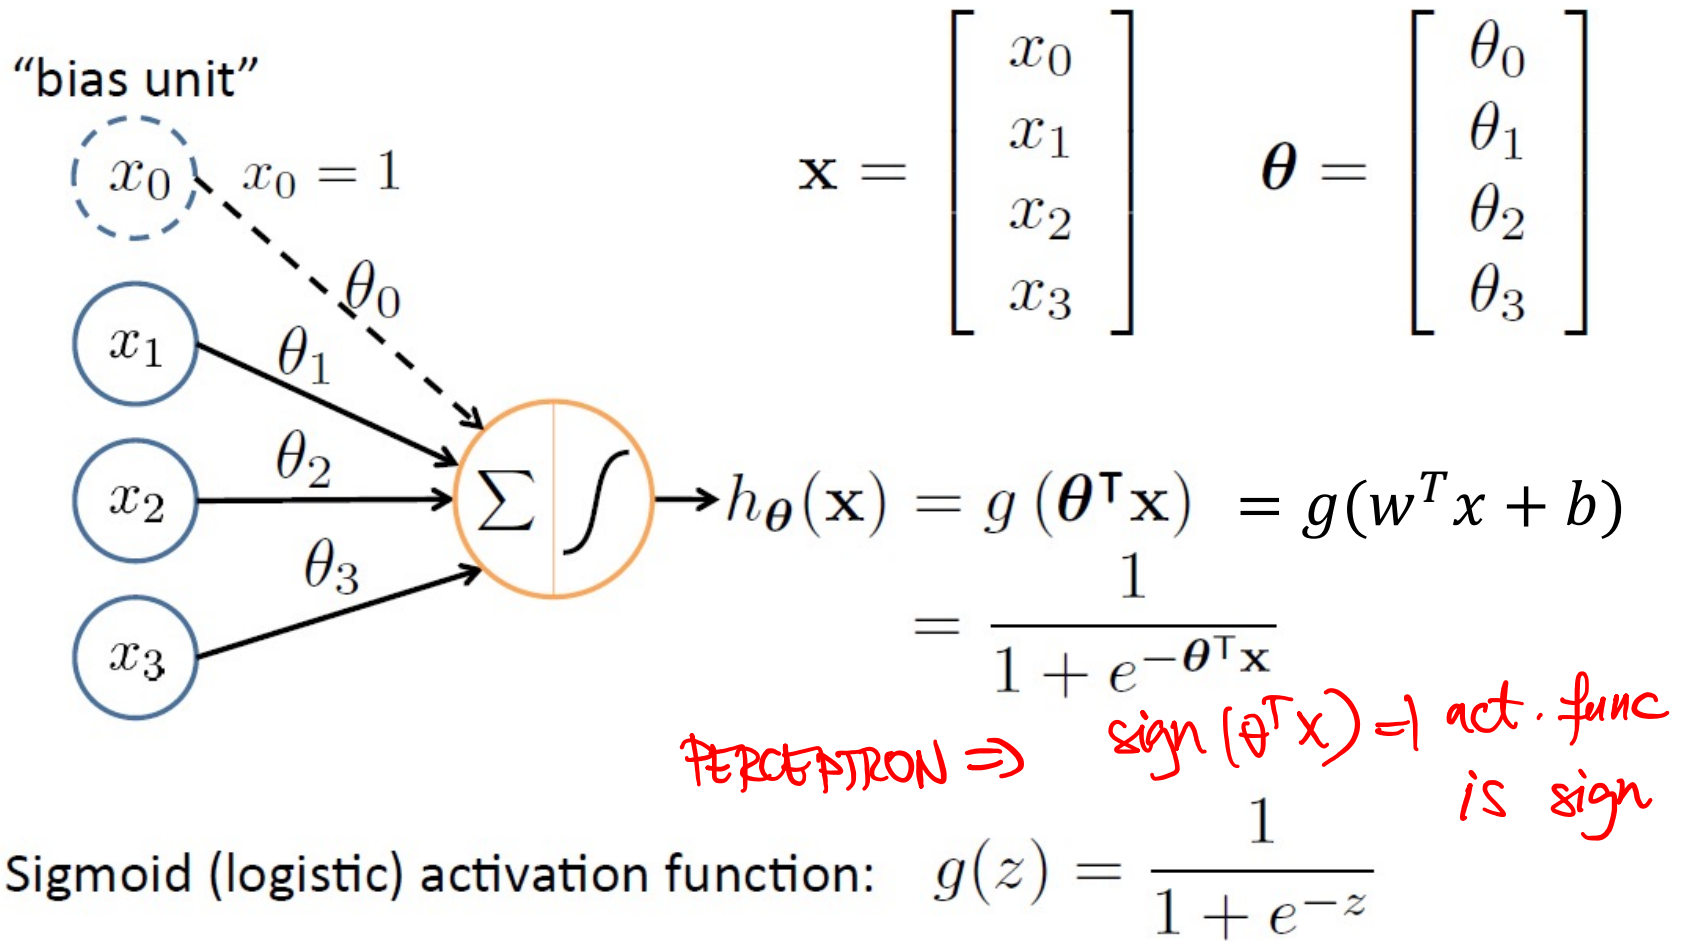 “bias unit”
x₀ x₀ = 1
θ₀
x₁ θ₁
x₂ θ₂
x₃ θ₃
x = [ x₀ x₁ x₂ x₃ ] θ = [ θ₀ θ₁ θ₂ θ₃ ]
∑ ∫ h_θ(x) = g (θᵀx) = g(wᵀx + b)
= 1 / (1 + e^(−θᵀx))
PERCEPTRON ⇒ sign (θᵀx) ⇒ act. func
is sign
Sigmoid (logistic) activation function: g(z) = 1 / (1 + e^(−z))